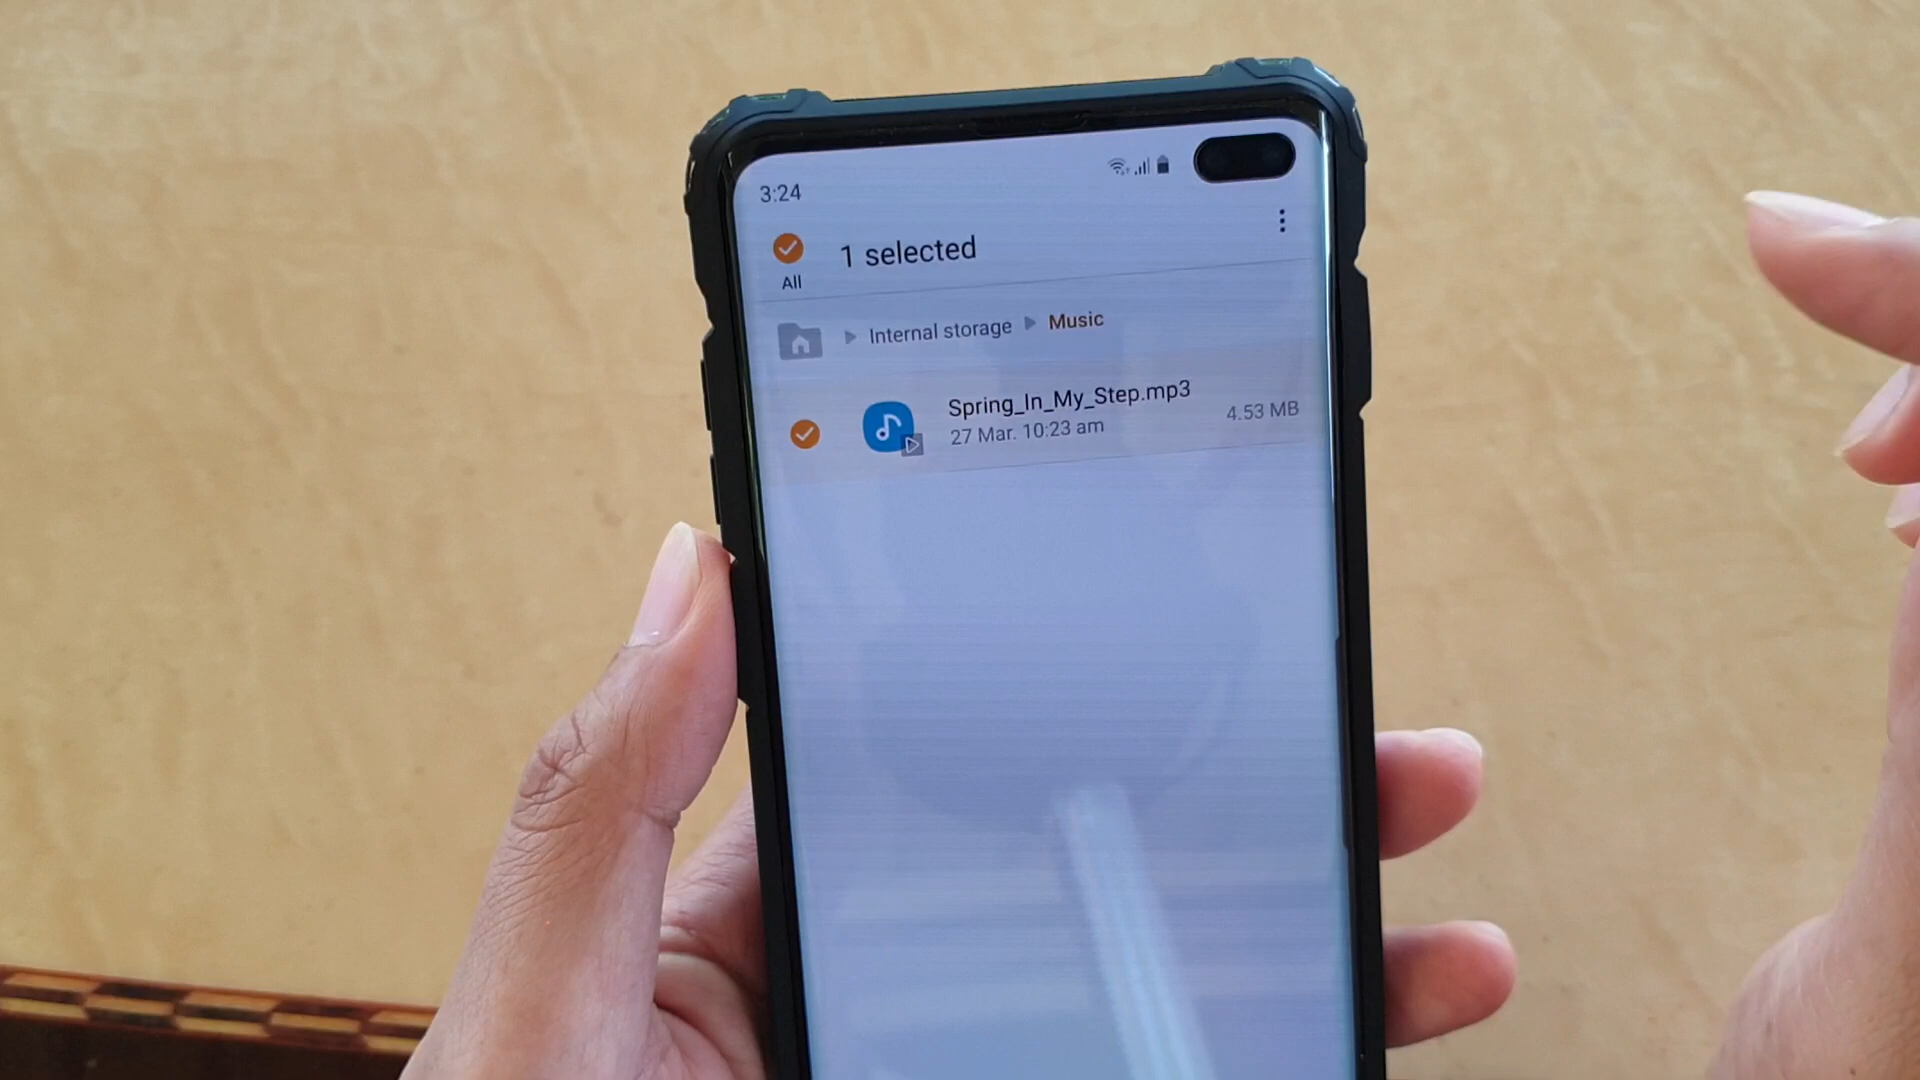 3:24
1 selected
All
Internal storage Music
Spring_In_My_Step.mp3
27 Mar. 10:23 am
4.53 MB